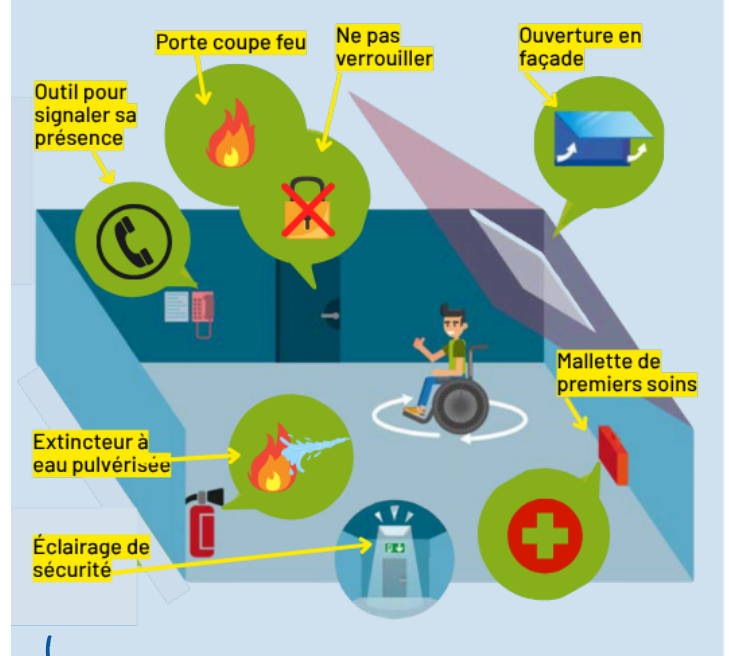 Porte coupe feu
Ne pas
verrouiller
Ouverture en
façade
Outil pour
signaler sa
présence
Mallette de
premiers soins
Extincteur à
eau pulvérisée
Éclairage de
sécurité